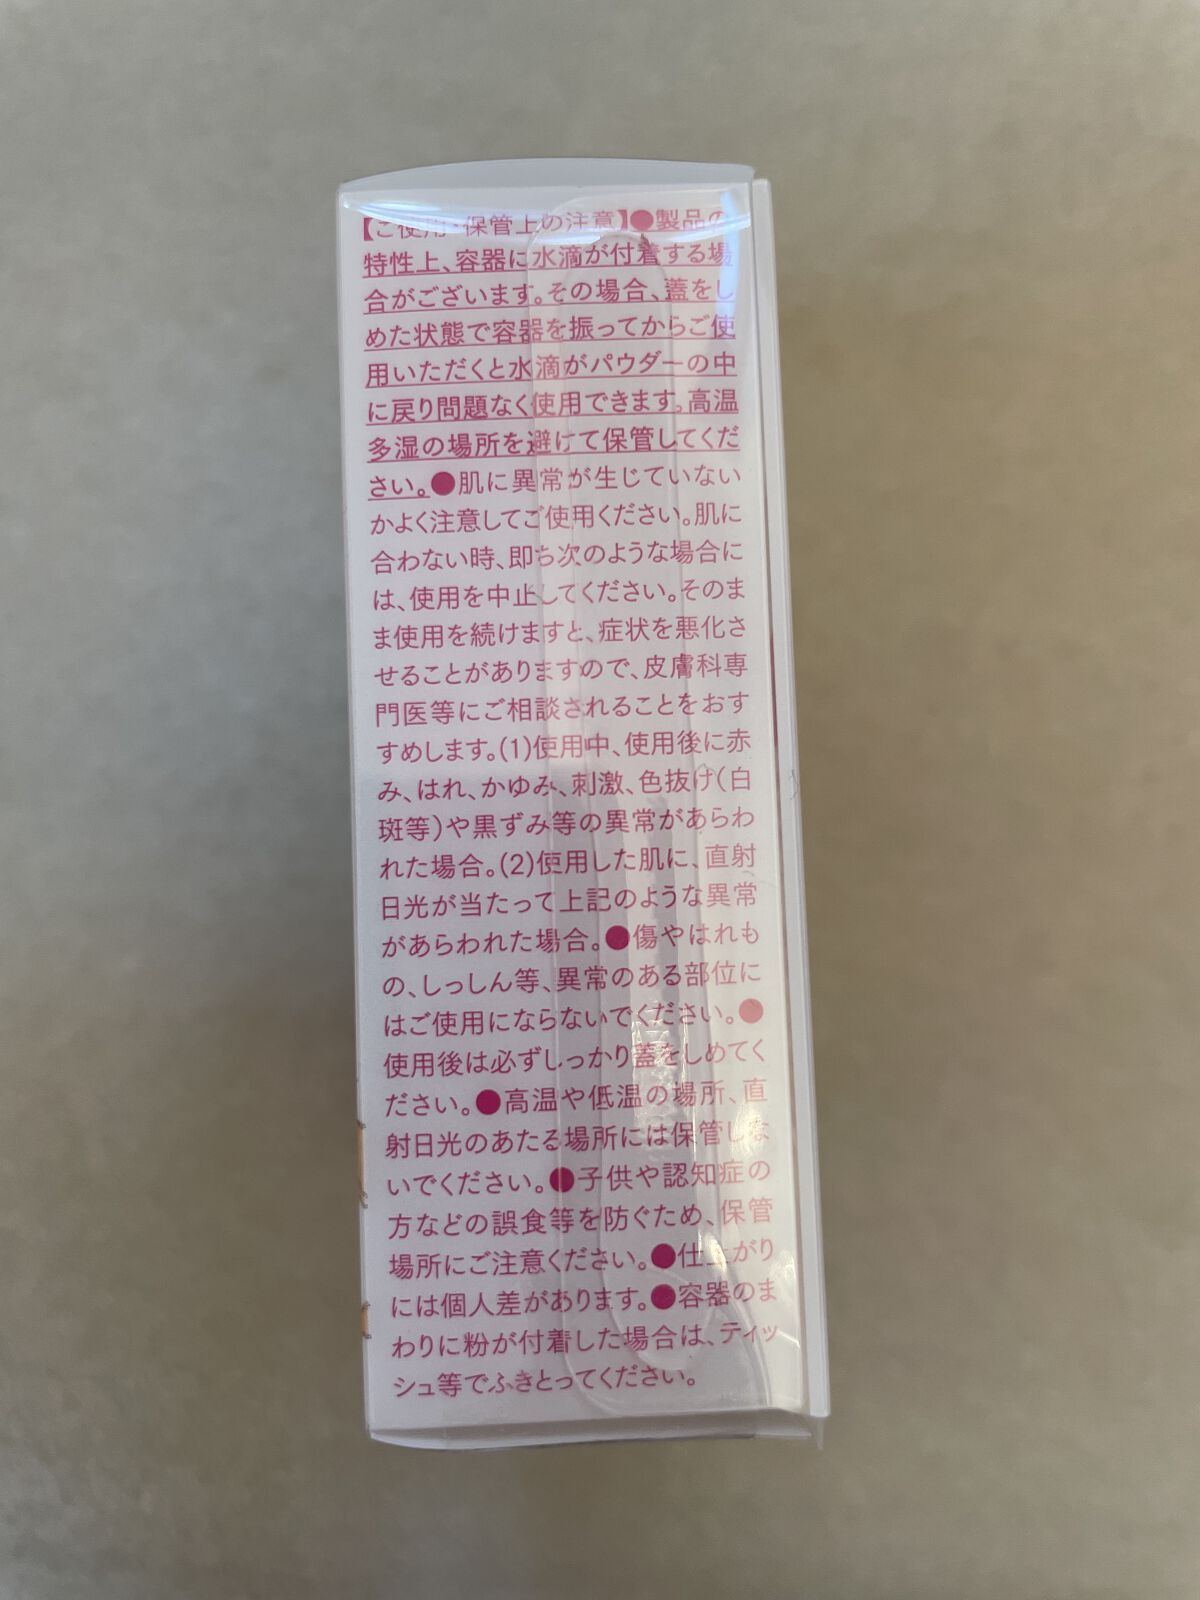 【ご使用・保管上の注意】●製品の
特性上、容器に水滴が付着する場
合がございます。その場合、蓋をし
めた状態で容器を振ってからご使
用いただくと水滴がパウダーの中
に戻り問題なく使用できます。高温
多湿の場所を避けて保管してくだ
さい。●肌に異常が生じていない
かよく注意してご使用ください。肌に
合わない時、即ち次のような場合に
は、使用を中止してください。そのま
ま使用を続けますと、症状を悪化さ
せることがありますので、皮膚科専
門医等にご相談されることをおす
すめします。(1)使用中、使用後に赤
み、はれ、かゆみ、刺激、色抜け(白
斑等)や黒ずみ等の異常があらわ
れた場合。(2)使用した肌に、直射
日光が当たって上記のような異常
があらわれた場合。●傷やはれも
の、しっしん等、異常のある部位に
はご使用にならないでください。●
使用後は必ずしっかり蓋をしめてく
ださい。●高温や低温の場所、直
射日光のあたる場所には保管しな
いでください。●子供や認知症の
方などの誤食等を防ぐため、保管
場所にご注意ください。●仕上がり
には個人差があります。●容器のま
わりに粉が付着した場合は、ティッ
シュ等でふきとってください。